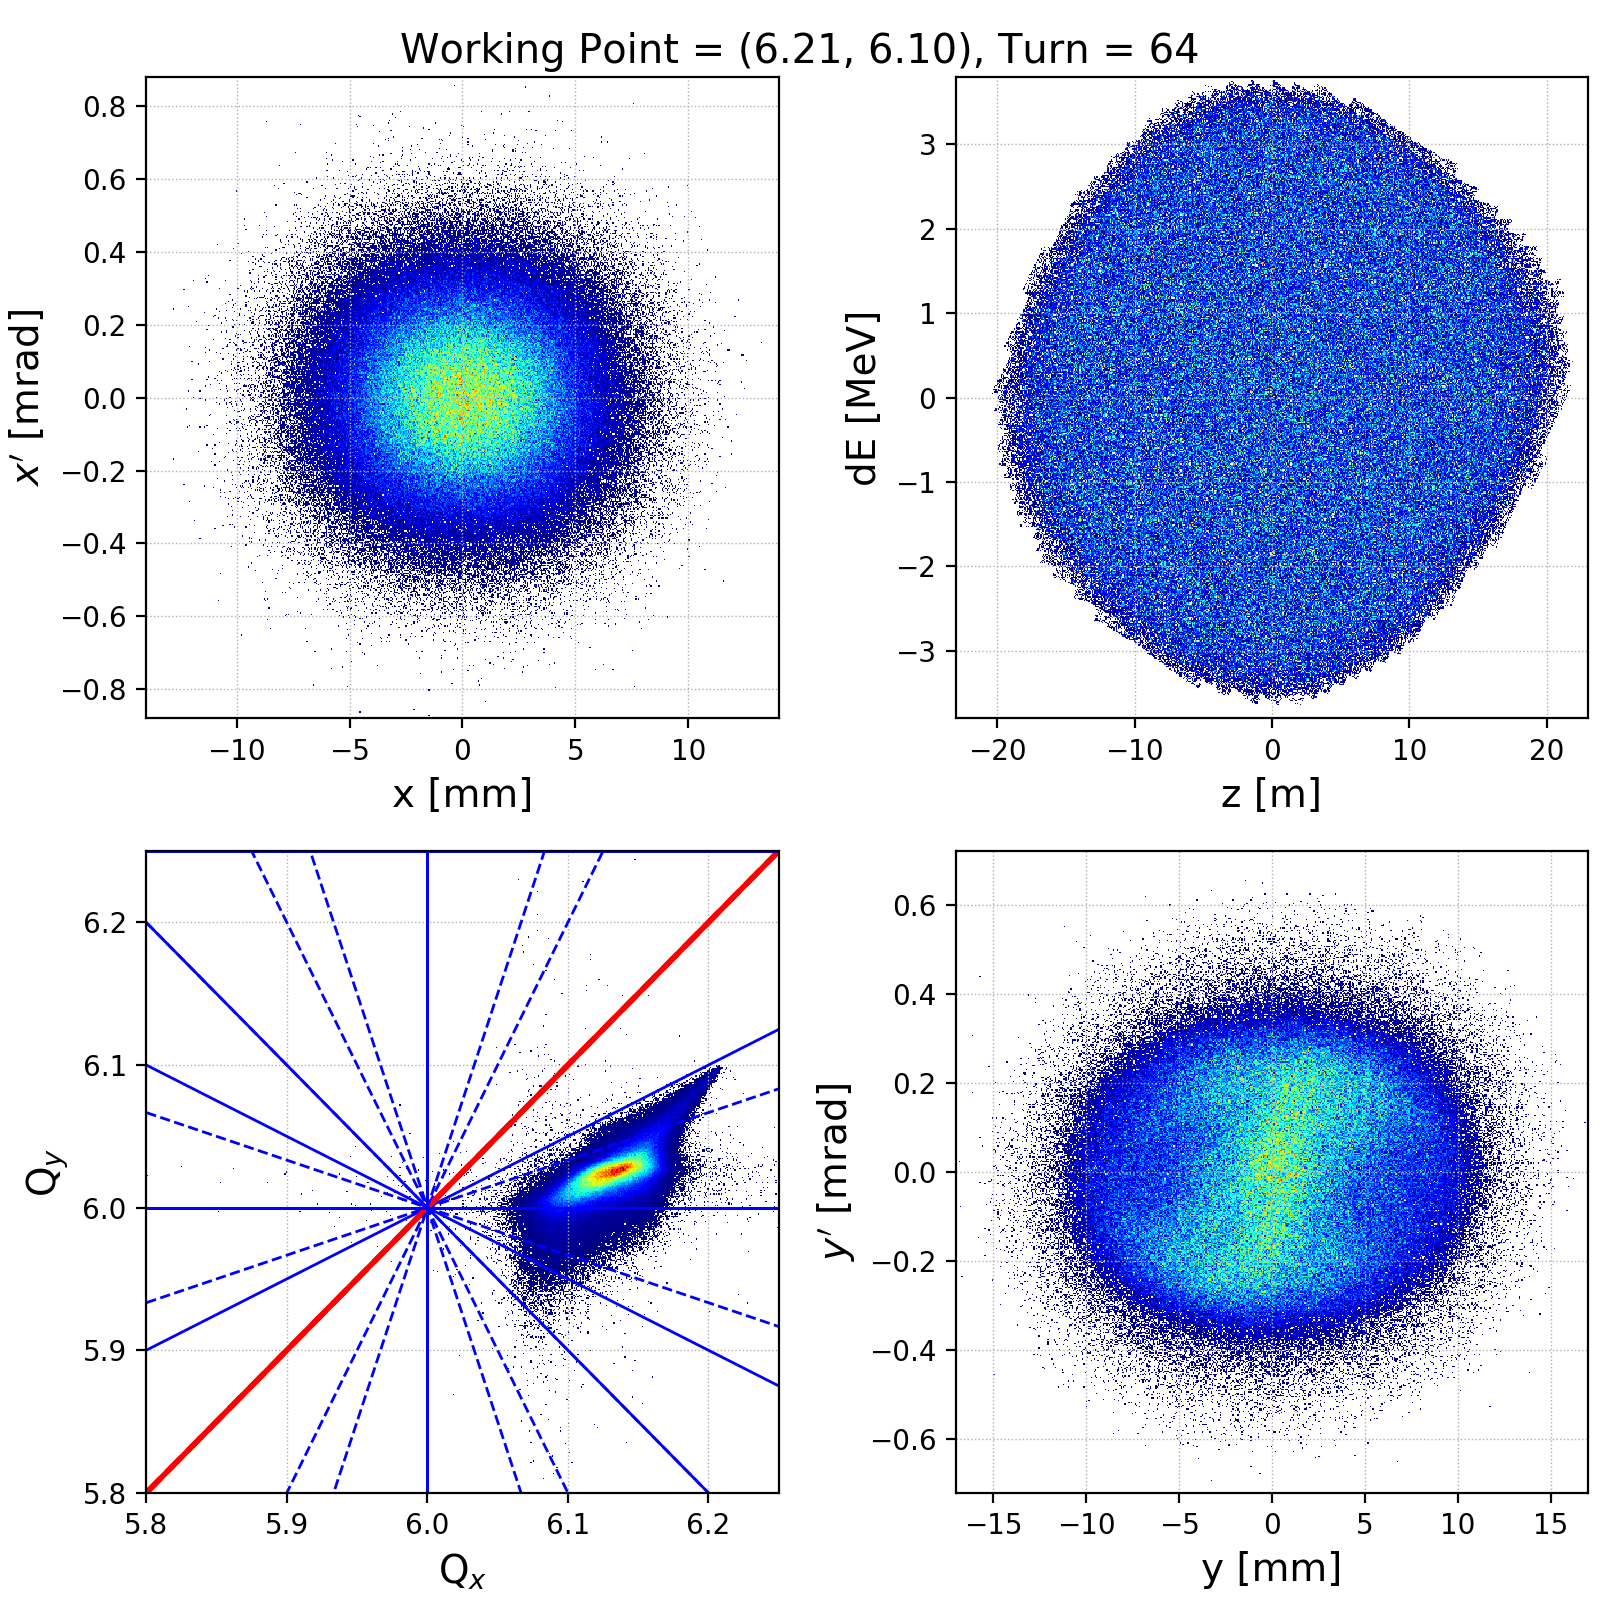 Working Point = (6.21, 6.10), Turn = 64
0.8
0.6
0.4
0.2
0.0
−0.2
−0.4
−0.6
−0.8
x′ [mrad]
−10 −5 0 5 10
x [mm]
3
2
1
0
−1
−2
−3
dE [MeV]
−20 −10 0 10 20
z [m]
6.2
6.1
6.0
5.9
5.8
Qy
5.8 5.9 6.0 6.1 6.2
Qx
0.6
0.4
0.2
0.0
−0.2
−0.4
−0.6
y′ [mrad]
−15 −10 −5 0 5 10 15
y [mm]